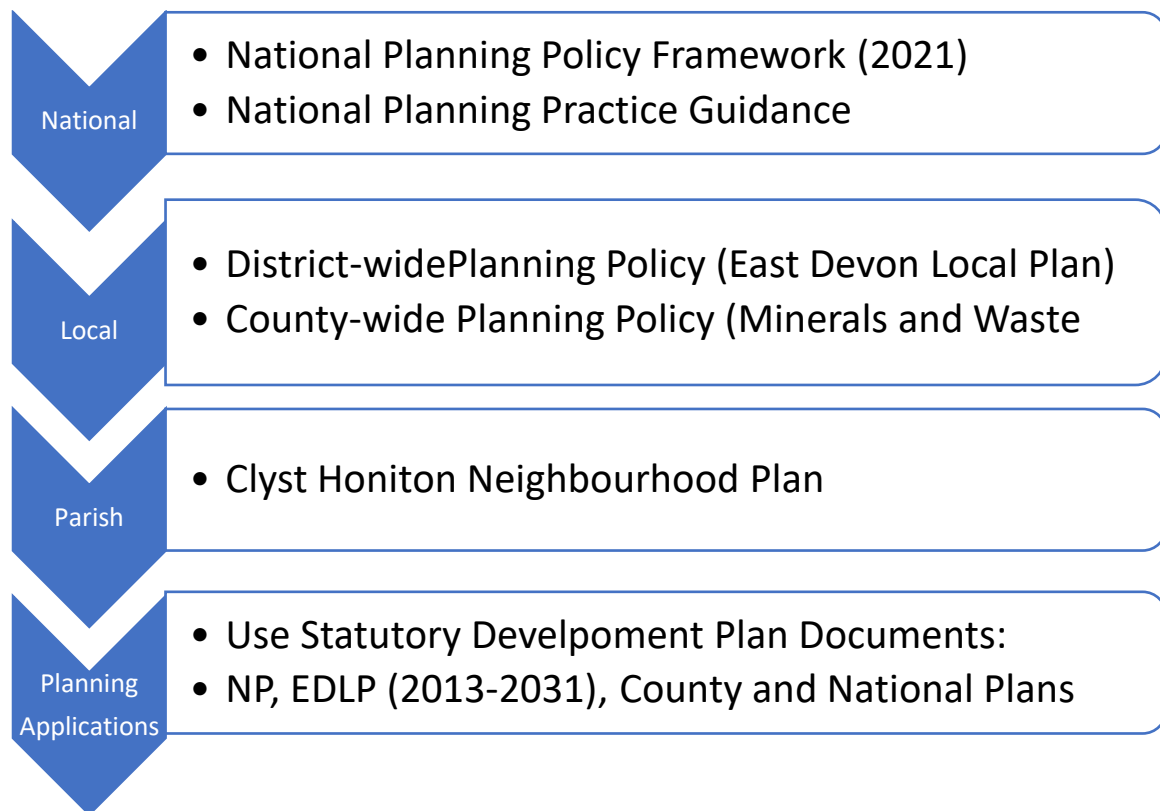 National
• National Planning Policy Framework (2021)
• National Planning Practice Guidance
Local
• District-widePlanning Policy (East Devon Local Plan)
• County-wide Planning Policy (Minerals and Waste
Parish
• Clyst Honiton Neighbourhood Plan
Planning
Applications
• Use Statutory Develpoment Plan Documents:
• NP, EDLP (2013-2031), County and National Plans